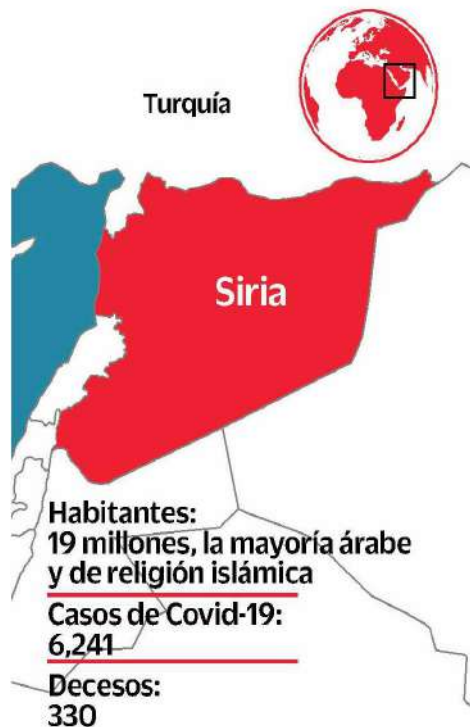 Turquía
Siria
Habitantes:
19 millones, la mayoría árabe
y de religión islámica
Casos de Covid-19:
6,241
Decesos:
330